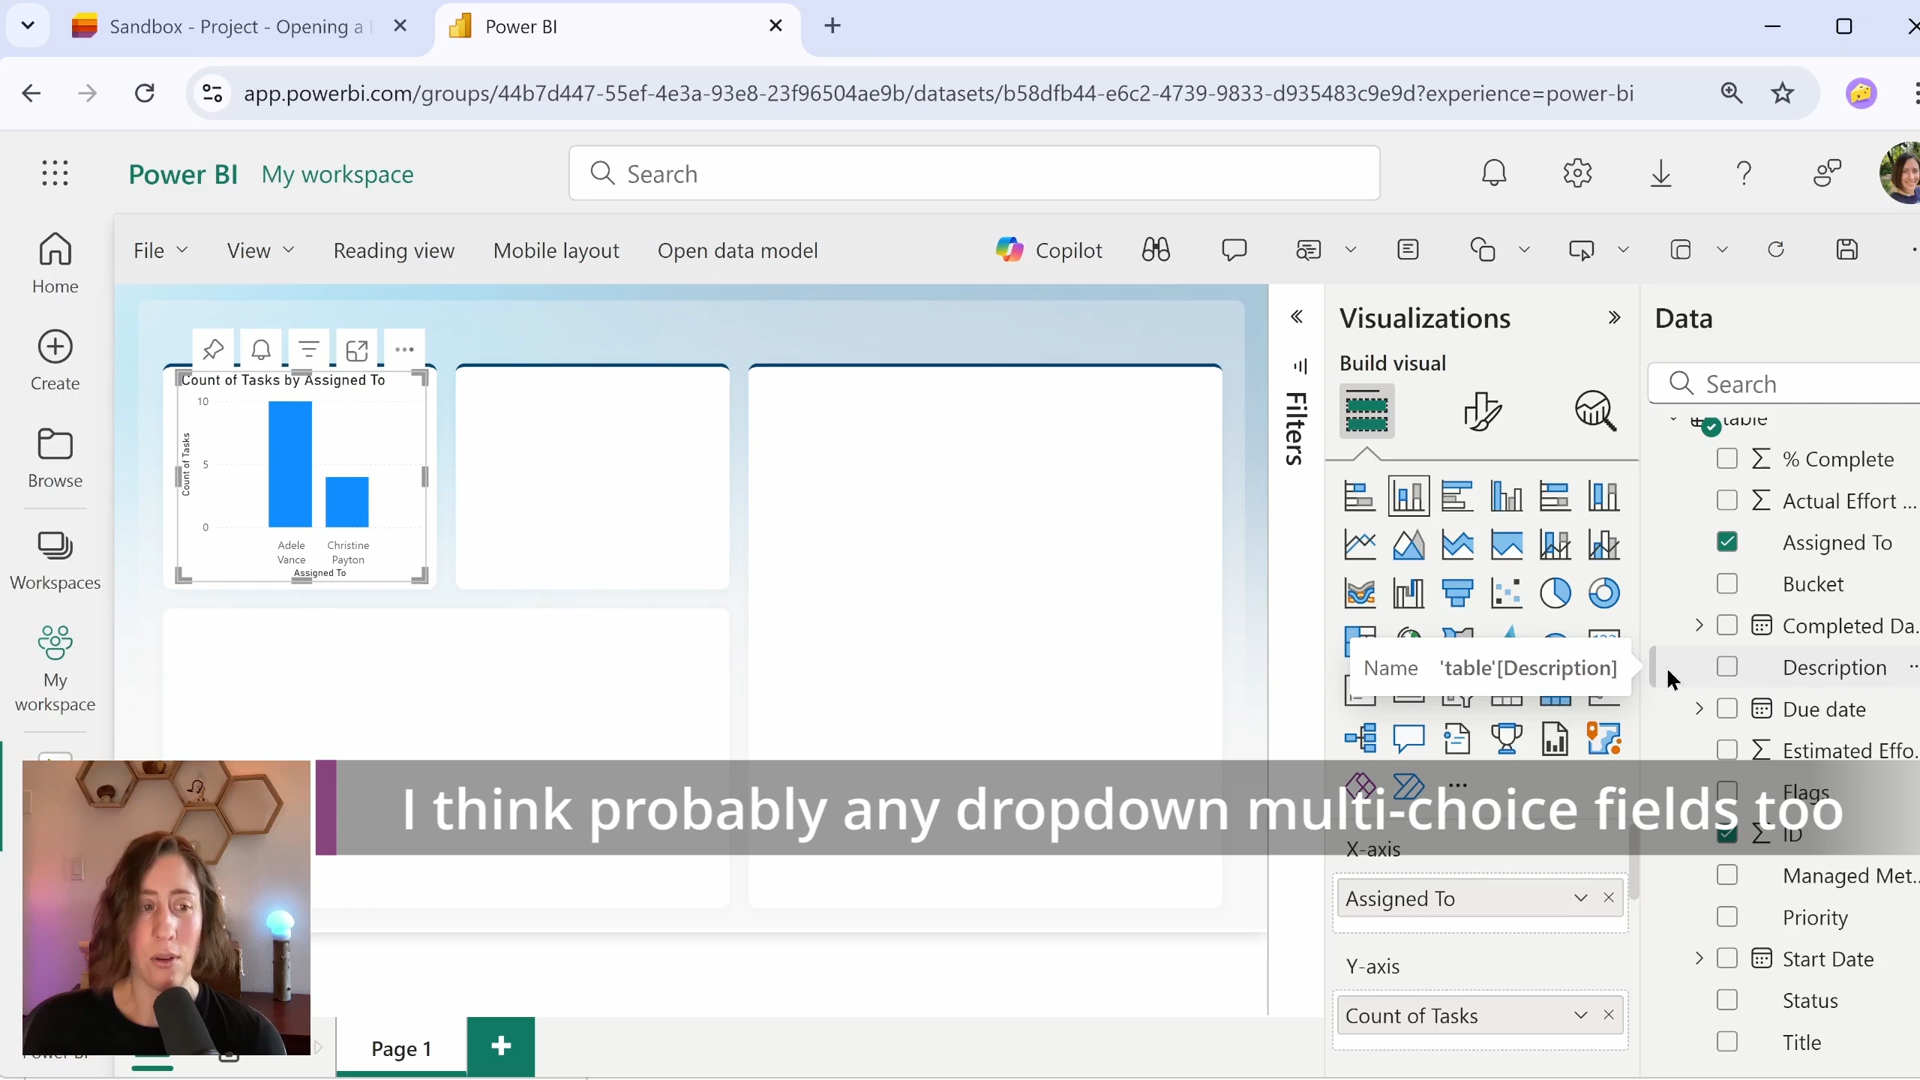 Sandbox - Project - Opening a
Power BI
app.powerbi.com/groups/44b7d447-55ef-4e3a-93e8-23f96504ae9b/datasets/b58dfb44-e6c2-4739-9833-d935483c9e9d?experience=power-bi
Power BI My workspace
Search
File View Reading view Mobile layout Open data model Copilot
Home
Create
Browse
Workspaces
My workspace
Count of Tasks by Assigned To
Count of Tasks
10
5
0
Adele Vance
Christine Payton
Assigned To
Filters
Visualizations
Build visual
Name 'table'[Description]
X-axis
Assigned To
Y-axis
Count of Tasks
Data
Search
table
% Complete
Actual Effort ...
Assigned To
Bucket
Completed Da...
Description
Due date
Estimated Effo...
Flags
ID
Managed Met...
Priority
Start Date
Status
Title
I think probably any dropdown multi-choice fields too
Page 1